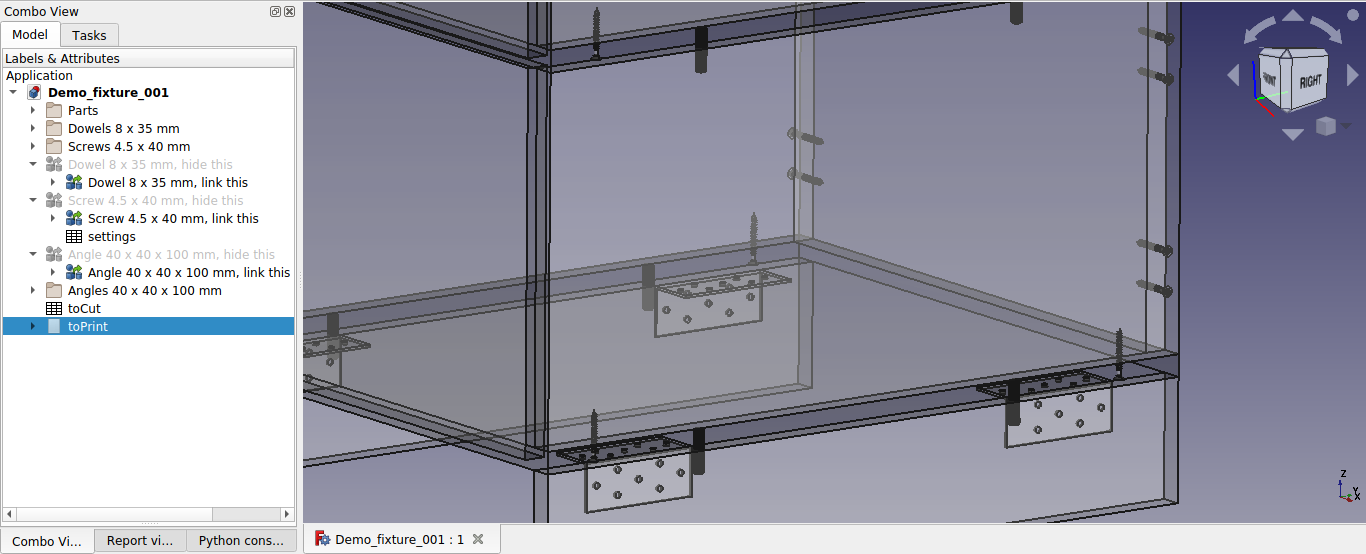 Combo View
Model
Tasks
Labels & Attributes
Application
Demo_fixture_001
Parts
Dowels 8 x 35 mm
Screws 4.5 x 40 mm
Dowel 8 x 35 mm, hide this
Dowel 8 x 35 mm, link this
Screw 4.5 x 40 mm, hide this
Screw 4.5 x 40 mm, link this
settings
Angle 40 x 40 x 100 mm, hide this
Angle 40 x 40 x 100 mm, link this
Angles 40 x 40 x 100 mm
toCut
toPrint
Combo Vi...
Report vi...
Python cons...
FRONT
RIGHT
Z
Y
X
Demo_fixture_001 : 1